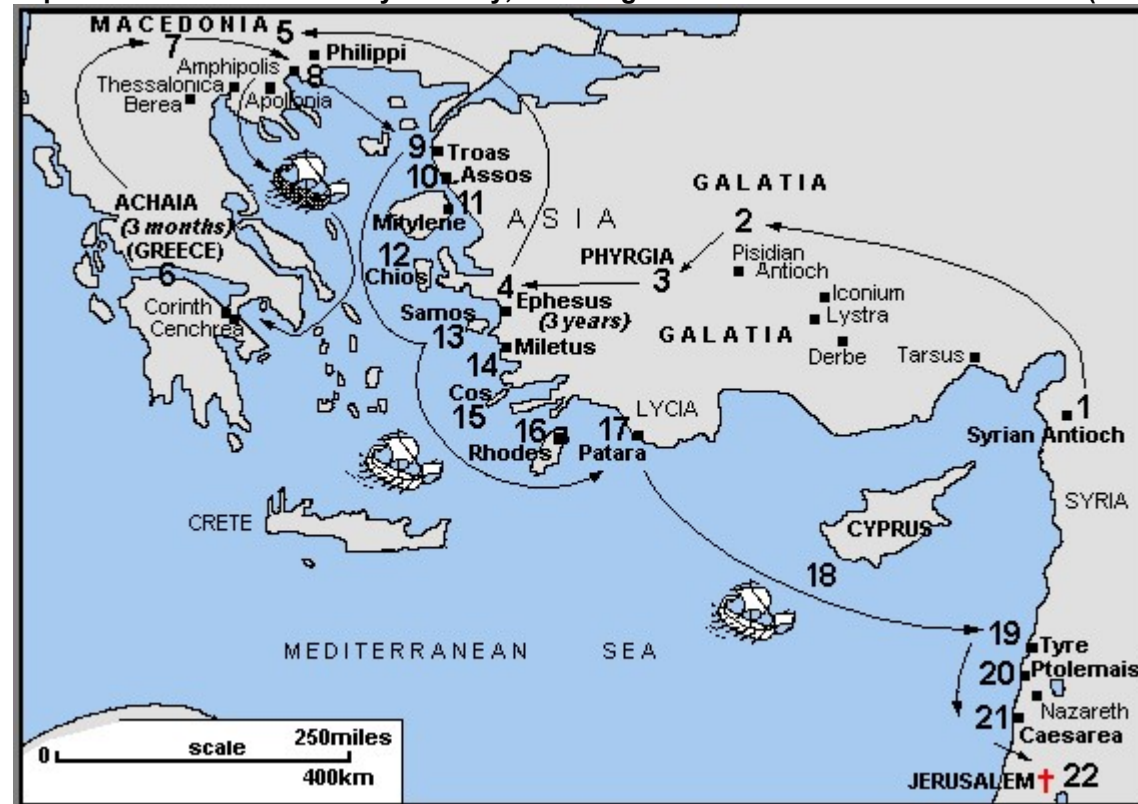 MACEDONIA 5
7
Philippi
Amphipolis
8
Thessalonica
Apollonia
Berea
9
Troas
10
Assos
11
Mitylene
ASIA
GALATIA
2
ACHAIA
(3 months)
(GREECE)
6
12
Chios
PHYRGIA
3
Pisidian
Antioch
4
Ephesus
(3 years)
Iconium
Lystra
GALATIA
Derbe
Tarsus
Corinth
Cenchrea
Samos
13
14
Miletus
Cos
15
LYCIA
16
Rhodes
17
Patara
1
Syrian Antioch
SYRIA
CRETE
CYPRUS
18
MEDITERRANEAN SEA
19
Tyre
20
Ptolemais
Nazareth
21
Caesarea
JERUSALEM 22
0 scale 250miles
400km